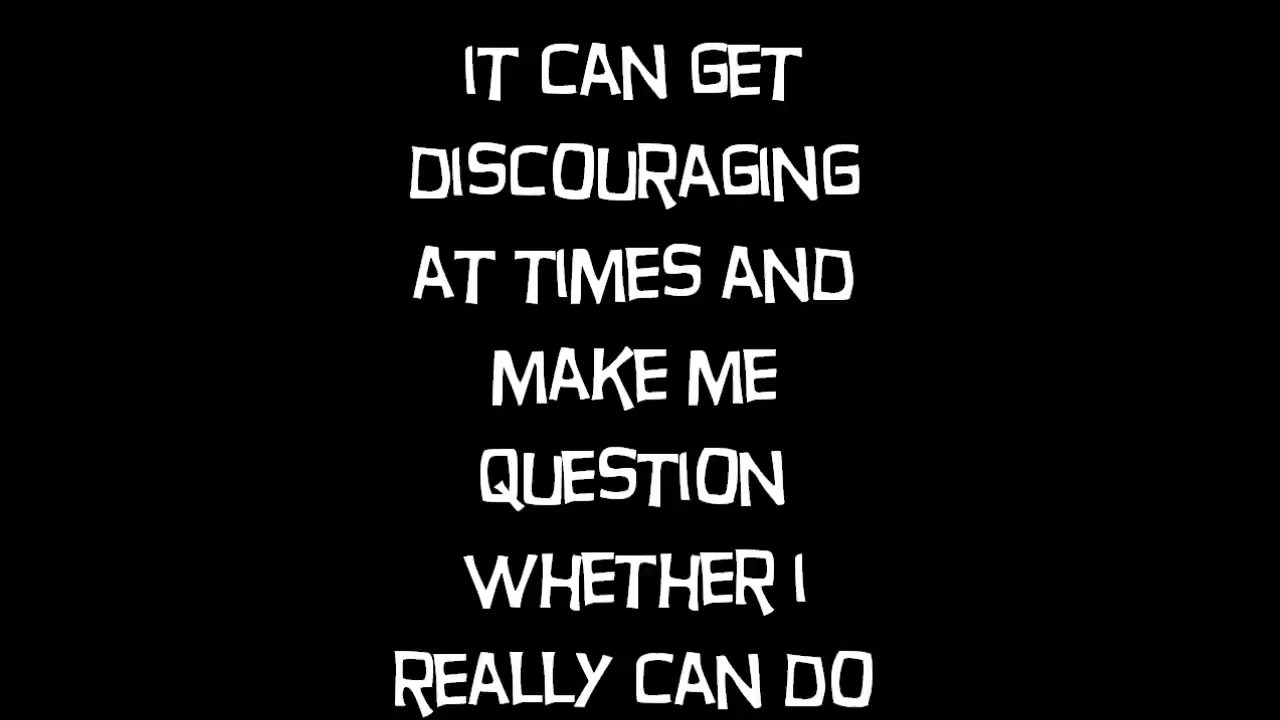 IT CAN GET
DISCOURAGING
AT TIMES AND
MAKE ME
QUESTION
WHETHER I
REALLY CAN DO